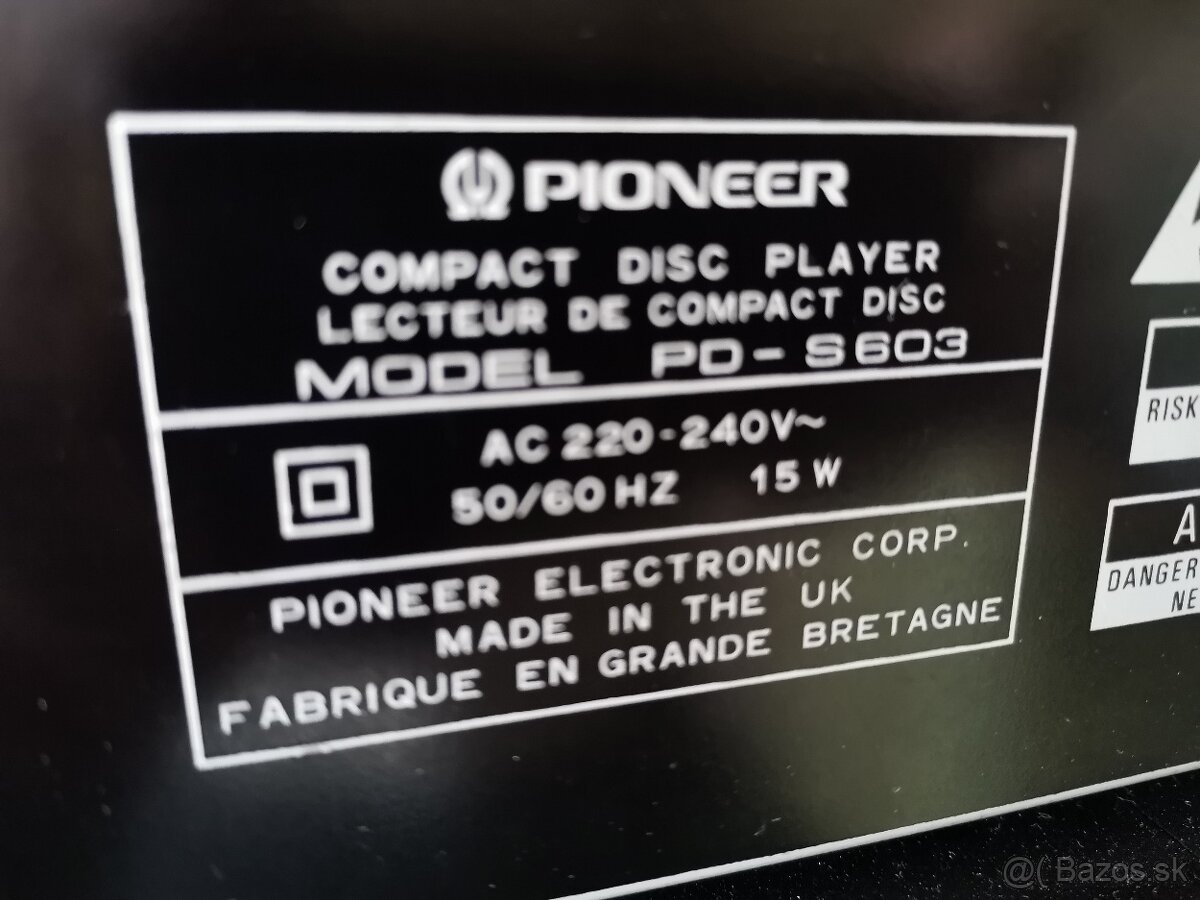 PIONEER
COMPACT DISC PLAYER
LECTEUR DE COMPACT DISC
MODEL PD-S603
AC 220-240V~
50/60HZ 15W
PIONEER ELECTRONIC CORP.
MADE IN THE UK
FABRIQUE EN GRANDE BRETAGNE
RISK
A
DANGER
NE
@( Bazos.sk